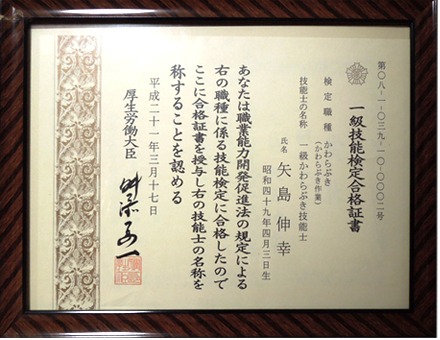 第〇八-一-〇三九-一〇-〇〇〇二号
一級技能検定合格証書
検定職種 かわらぶき
(かわらぶき作業)
技能士の名称 一級かわらぶき技能士
氏名 矢島伸幸
昭和四十九年四月三日生
あなたは職業能力開発促進法の規定による
右の職種に係る技能検定に合格したので
ここに合格証書を授与し右の技能士の名称を
称することを認める
平成二十一年三月十七日
厚生労働大臣
舛添要一